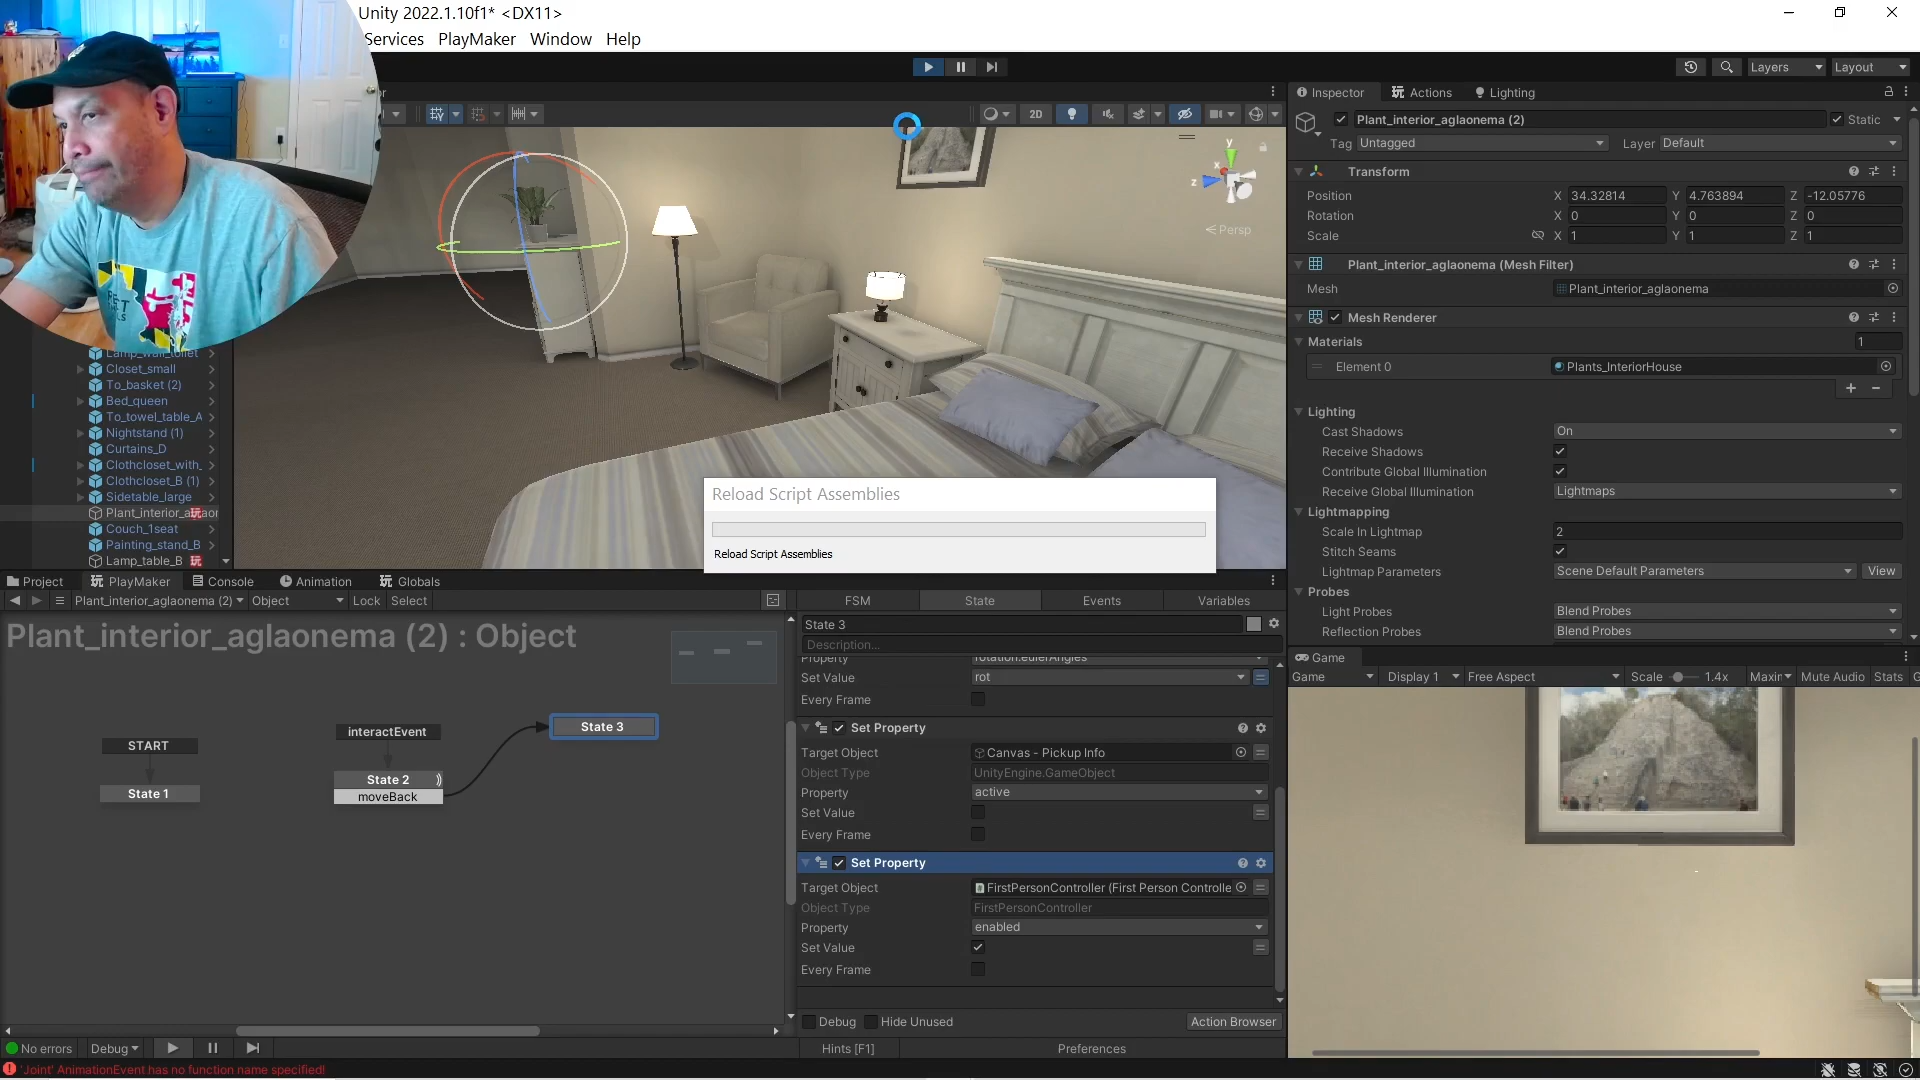 Unity 2022.1.10f1* <DX11>
Services PlayMaker Window Help
Layers Layout
Inspector Actions Lighting
2D
Plant_interior_aglaonema (2) Static
Tag Untagged Layer Default
Transform
Position X 34.32814 Y 4.763894 Z -12.05776
Rotation X 0 Y 0 Z 0
Scale X 1 Y 1 Z 1
Plant_interior_aglaonema (Mesh Filter)
Mesh Plant_interior_aglaonema
Mesh Renderer
Materials 1
Element 0 Plants_InteriorHouse
Lighting
Cast Shadows On
Receive Shadows
Contribute Global Illumination
Receive Global Illumination Lightmaps
Lightmapping
Scale In Lightmap 2
Stitch Seams
Lightmap Parameters Scene Default Parameters View
Probes
Light Probes Blend Probes
Reflection Probes Blend Probes
y
x
z
Persp
Lamp_wall_toilet
Closet_small
To_basket (2)
Bed_queen
To_towel_table_A
Nightstand (1)
Curtains_D
Clothcloset_with_
Clothcloset_B (1)
Sidetable_large
Plant_interior_aglaon
Couch_1seat
Painting_stand_B
Lamp_table_B
Reload Script Assemblies
Reload Script Assemblies
Project PlayMaker Console Animation Globals
Plant_interior_aglaonema (2) Object Lock Select
Plant_interior_aglaonema (2) : Object
START
State 1
interactEvent
State 2
moveBack
State 3
FSM State Events Variables
State 3
Description...
Property rotation.eulerAngles
Set Value rot
Every Frame
Set Property
Target Object Canvas - Pickup Info
Object Type UnityEngine.GameObject
Property active
Set Value
Every Frame
Set Property
Target Object FirstPersonController (First Person Controlle
Object Type FirstPersonController
Property enabled
Set Value
Every Frame
Debug Hide Unused Action Browser
Hints [F1] Preferences
No errors Debug
'Joint' AnimationEvent has no function name specified!
Game
Game Display 1 Free Aspect Scale 1.4x Maxin Mute Audio Stats G